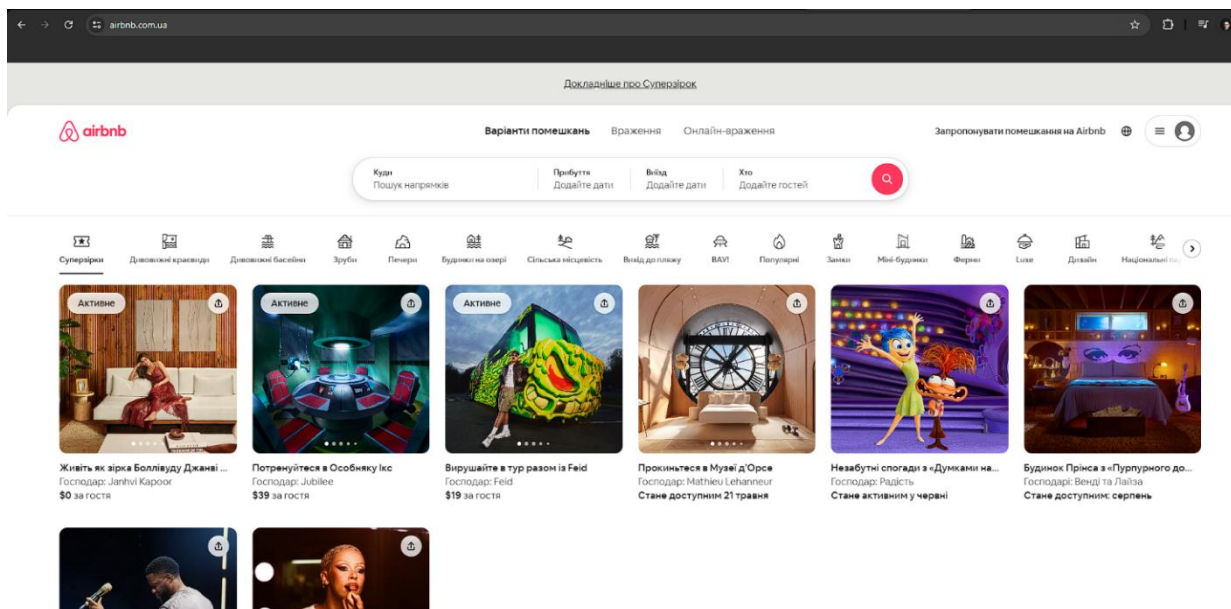 airbnb.com.ua
Докладніше про Суперзірок
airbnb
Варіанти помешкань Враження Онлайн-враження
Запропонувати помешкання на Airbnb
Куди
Пошук напрямків
Прибуття
Додайте дати
Виїзд
Додайте дати
Хто
Додайте гостей
Суперзірки Дивовижні краєвиди Дивовижні басейни Зруби Печери Будинки на озері Сільська місцевість Вихід до пляжу ВАУ! Популярні Замки Міні-будинки Ферми Luxe Дизайн Національні
Активне
Активне
Активне
Живіть як зірка Боллівуду Джанві ...
Господар: Janhvi Kapoor
$0 за гостя
Потренуйтеся в Особняку Ікс
Господар: Jubilee
$39 за гостя
Вирушайте в тур разом із Feid
Господар: Feid
$19 за гостя
Прокиньтеся в Музеї д'Орсе
Господар: Mathieu Lehanneur
Стане доступним 21 травня
Незабутні спогади з «Думками на...
Господар: Радість
Стане активним у червні
Будинок Прінса з «Пурпурного до...
Господарі: Венді та Лайза
Стане доступним: серпень